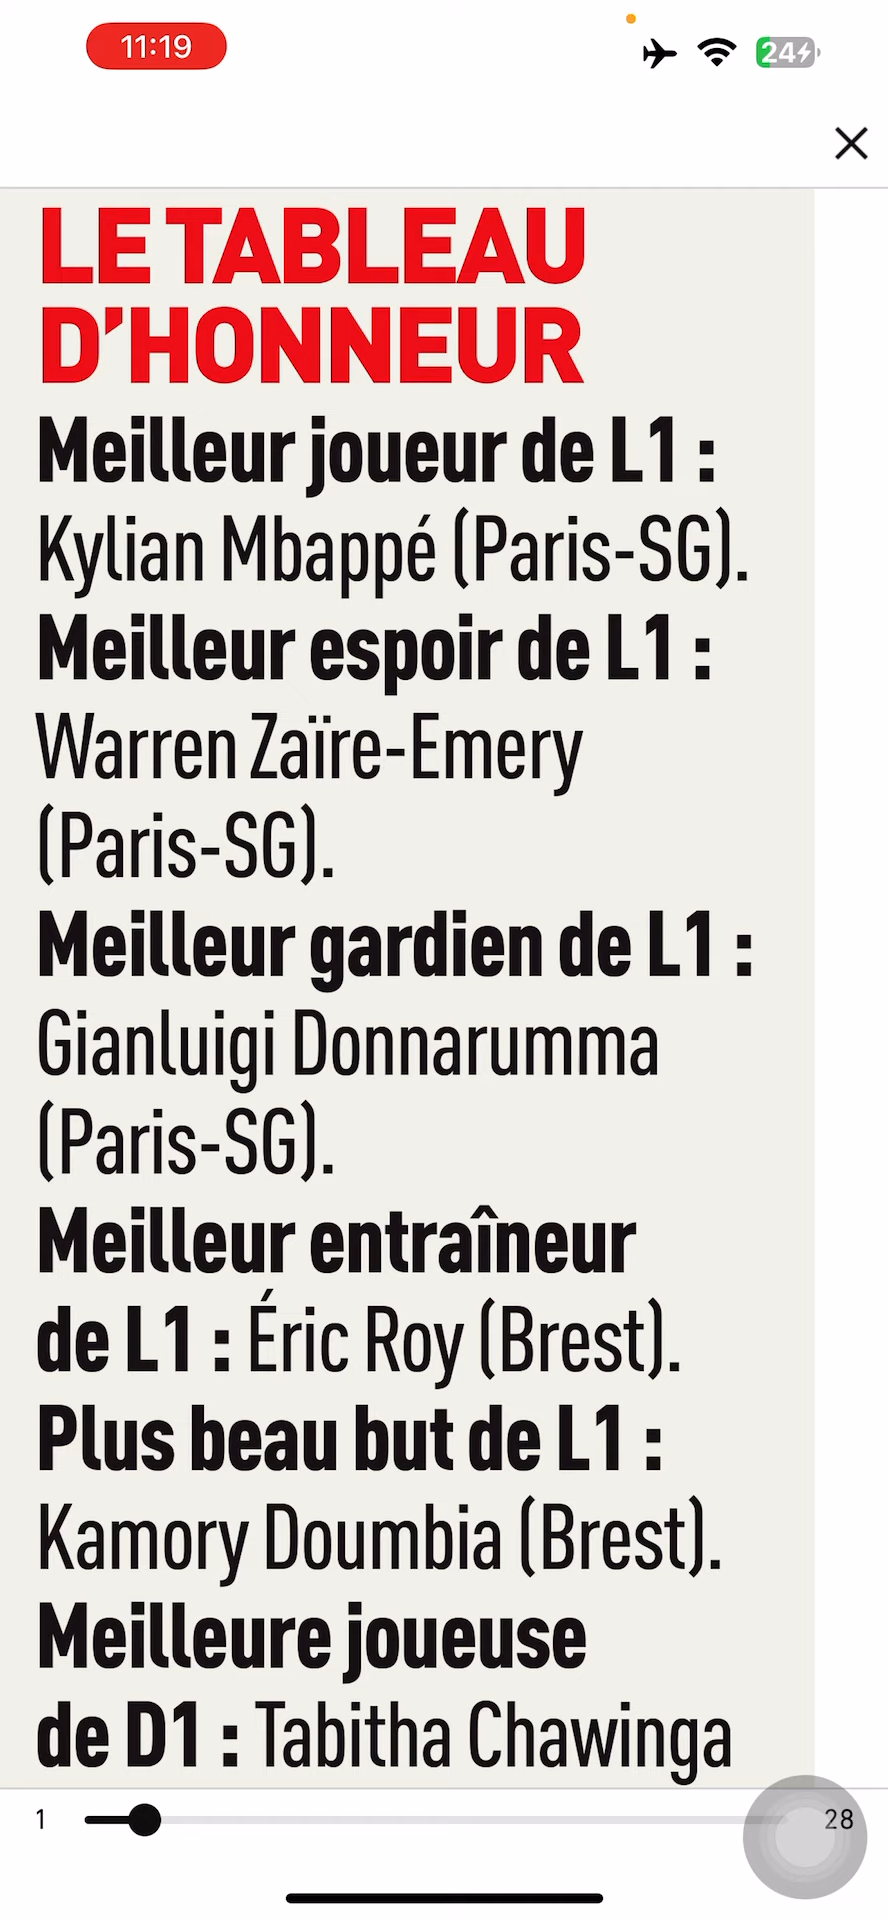 11:19
24
LE TABLEAU
D'HONNEUR
Meilleur joueur de L1 :
Kylian Mbappé (Paris-SG).
Meilleur espoir de L1 :
Warren Zaïre-Emery
(Paris-SG).
Meilleur gardien de L1 :
Gianluigi Donnarumma
(Paris-SG).
Meilleur entraîneur
de L1 : Éric Roy (Brest).
Plus beau but de L1 :
Kamory Doumbia (Brest).
Meilleure joueuse
de D1 : Tabitha Chawinga
1 28